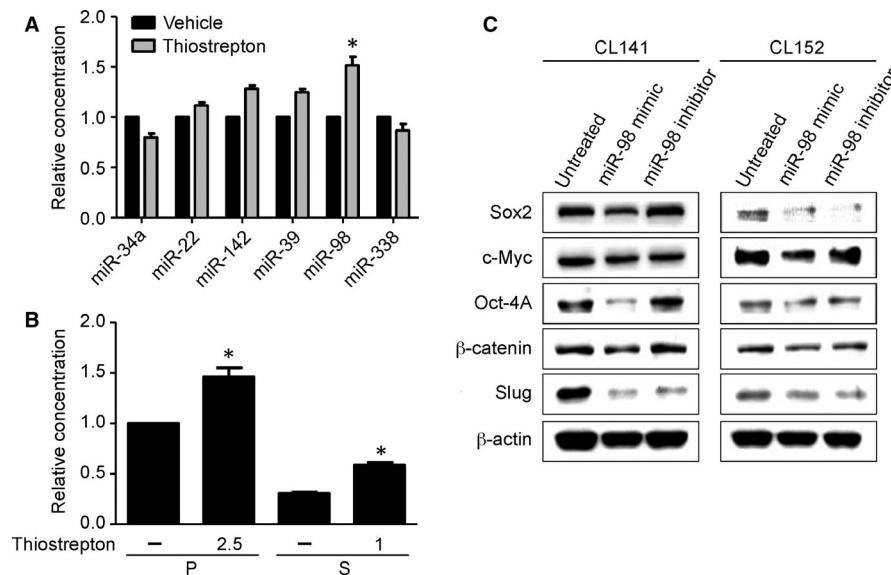 A
Vehicle
Thiostrepton
Relative concentration
2.0
1.5
1.0
0.5
0.0
*
miR-34a
miR-22
miR-142
miR-39
miR-98
miR-338
B
Relative concentration
2.0
1.5
1.0
0.5
0.0
*
*
Thiostrepton – 2.5 – 1
P S
C
CL141 CL152
Untreated
miR-98 mimic
miR-98 inhibitor
Untreated
miR-98 mimic
miR-98 inhibitor
Sox2
c-Myc
Oct-4A
β-catenin
Slug
β-actin